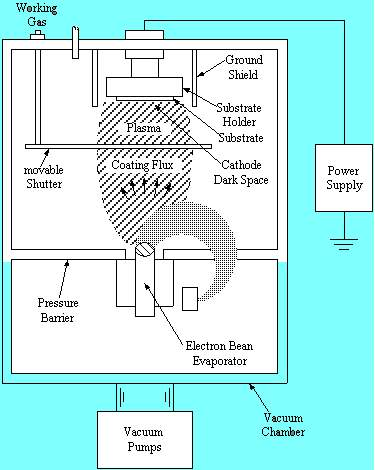 Working
Gas
Ground
Shield
Substrate
Holder
Substrate
Plasma
Cathode
Dark Space
movable
Shutter
Coating Flux
Power
Supply
Pressure
Barrier
Electron Bean
Evaporator
Vacuum
Chamber
Vacuum
Pumps